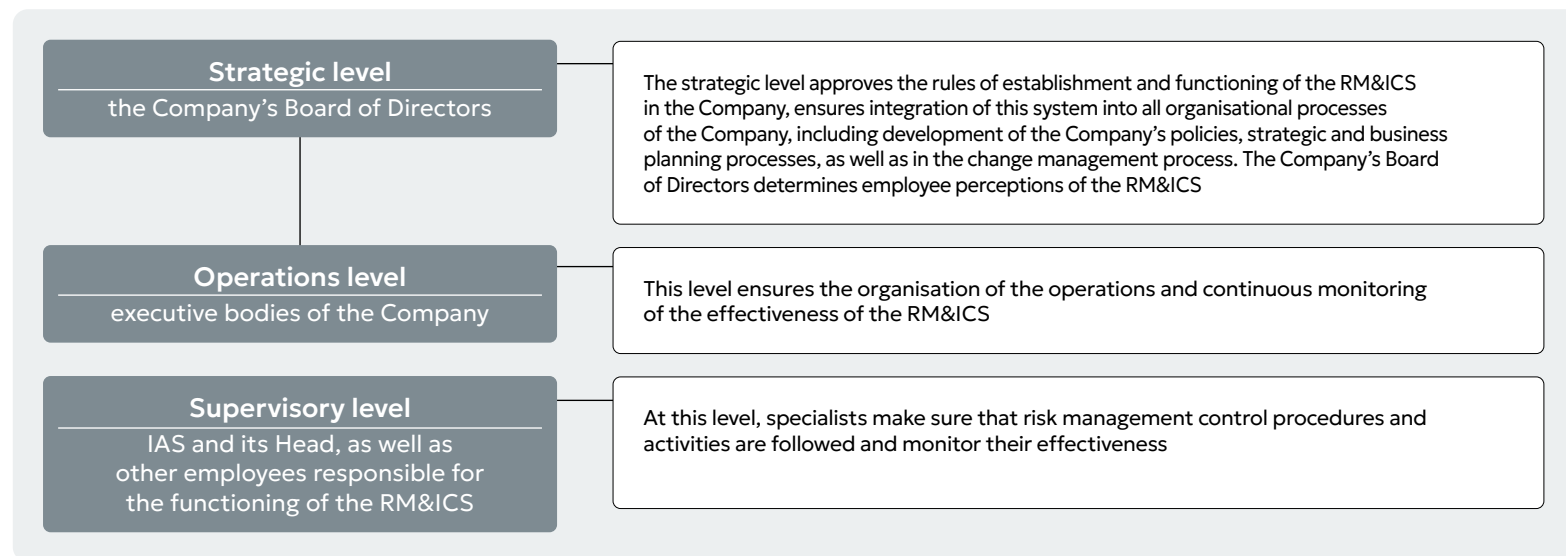 Strategic level
the Company's Board of Directors
The strategic level approves the rules of establishment and functioning of the RM&ICS
in the Company, ensures integration of this system into all organisational processes
of the Company, including development of the Company's policies, strategic and business
planning processes, as well as in the change management process. The Company's Board
of Directors determines employee perceptions of the RM&ICS
Operations level
executive bodies of the Company
This level ensures the organisation of the operations and continuous monitoring
of the effectiveness of the RM&ICS
Supervisory level
IAS and its Head, as well as
other employees responsible for
the functioning of the RM&ICS
At this level, specialists make sure that risk management control procedures and
activities are followed and monitor their effectiveness